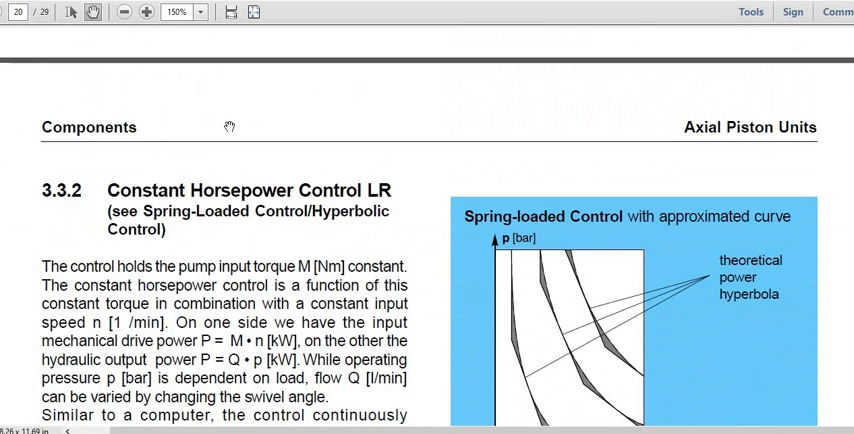 20 / 29
150%
Tools
Sign
Comm
Components
Axial Piston Units
3.3.2 Constant Horsepower Control LR
(see Spring-Loaded Control/Hyperbolic
Control)
The control holds the pump input torque M [Nm] constant.
The constant horsepower control is a function of this
constant torque in combination with a constant input
speed n [1 /min]. On one side we have the input
mechanical drive power P = M • n [kW], on the other the
hydraulic output power P = Q • p [kW]. While operating
pressure p [bar] is dependent on load, flow Q [l/min]
can be varied by changing the swivel angle.
Similar to a computer, the control continuously
Spring-loaded Control with approximated curve
p [bar]
theoretical
power
hyperbola
8.26 x 11.69 in